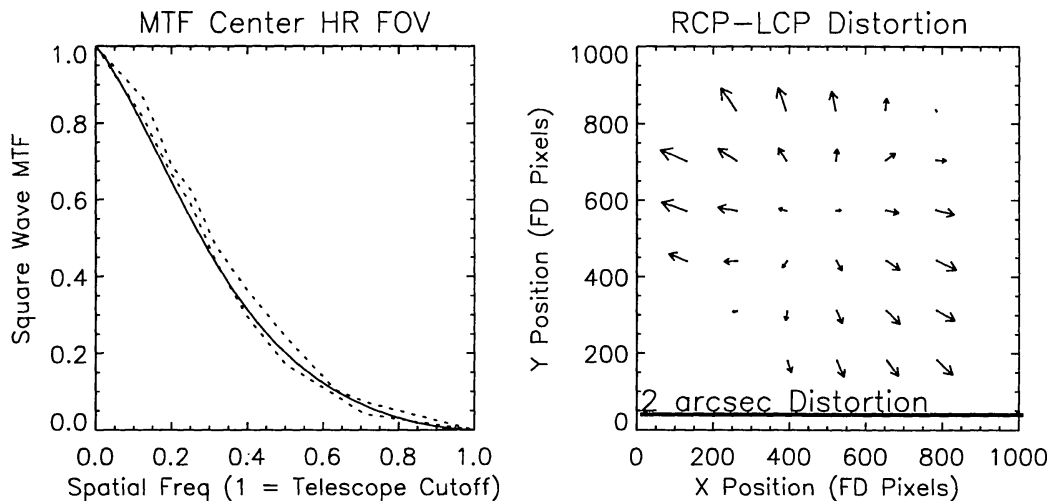 MTF Center HR FOV
1.0
0.8
0.6
0.4
0.2
0.0
Square Wave MTF
0.0 0.2 0.4 0.6 0.8 1.0
Spatial Freq (1 = Telescope Cutoff)
RCP-LCP Distortion
1000
800
600
400
200
0
Y Position (FD Pixels)
2 arcsec Distortion
0 200 400 600 800 1000
X Position (FD Pixels)